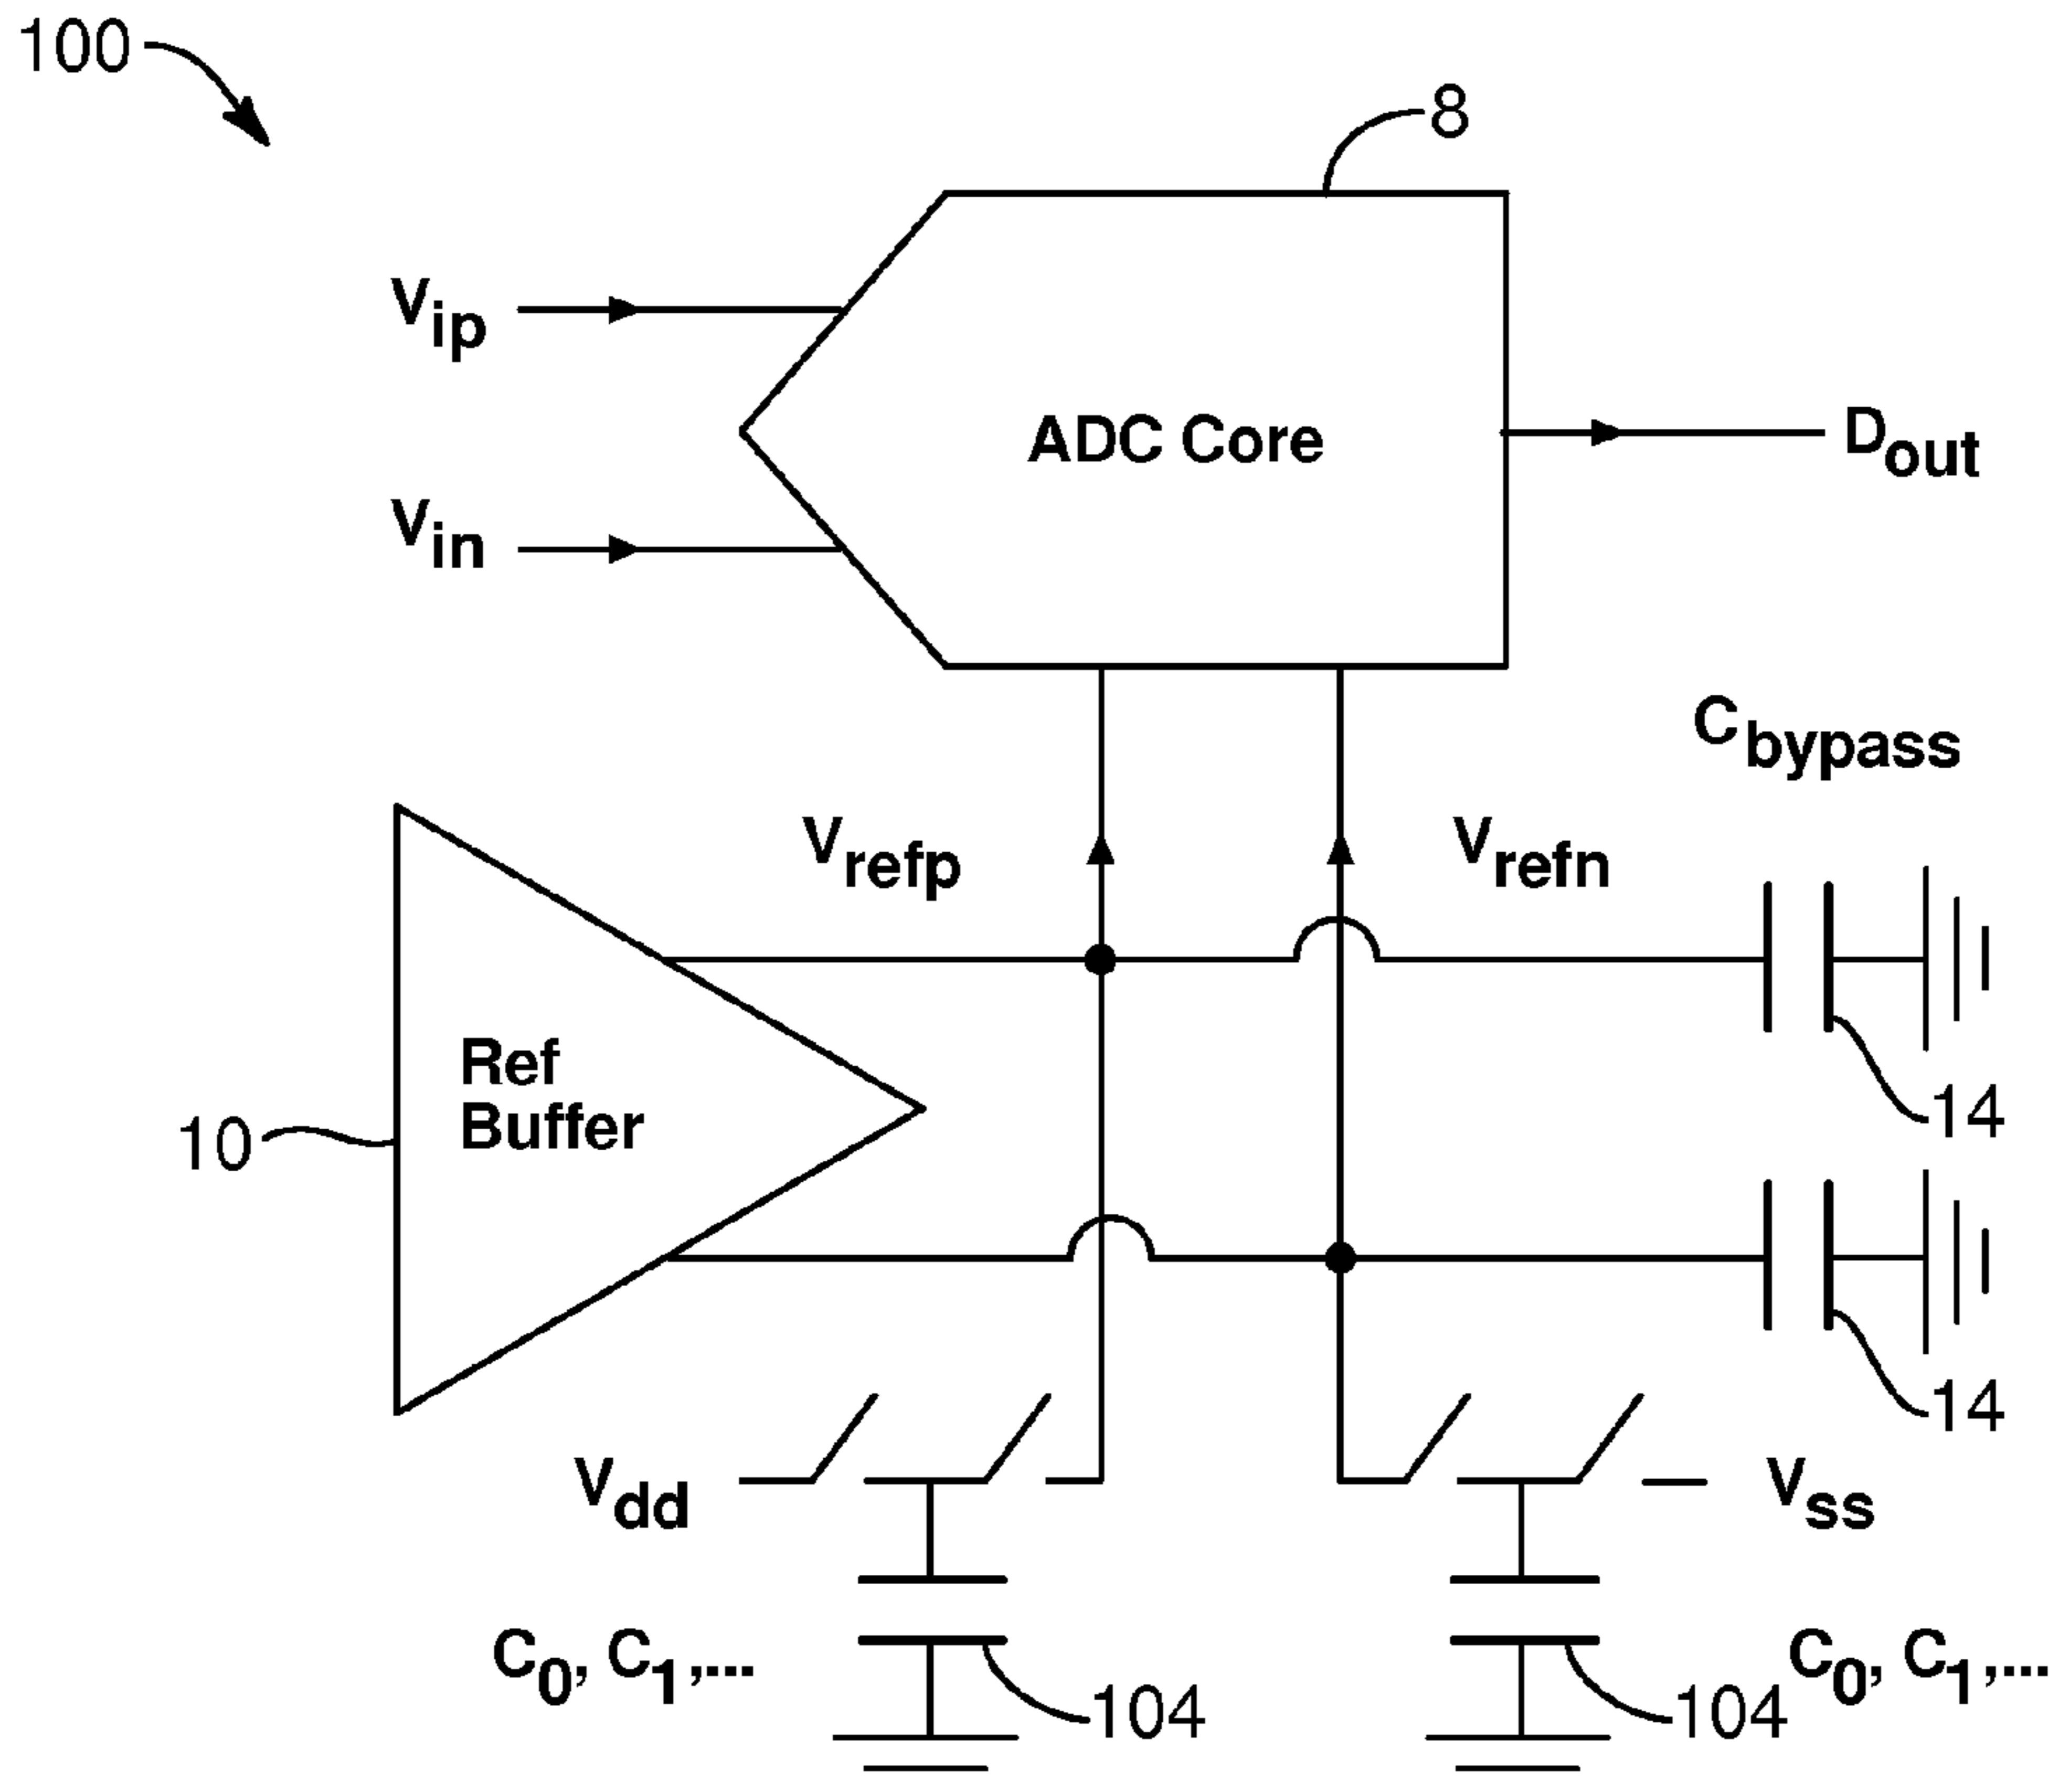 100
8
Vip
ADC Core
Dout
Vin
Cbypass
Vrefp
Vrefn
Ref
Buffer
10
14
14
Vdd
Vss
C0, C1,...
104
104
C0, C1,...